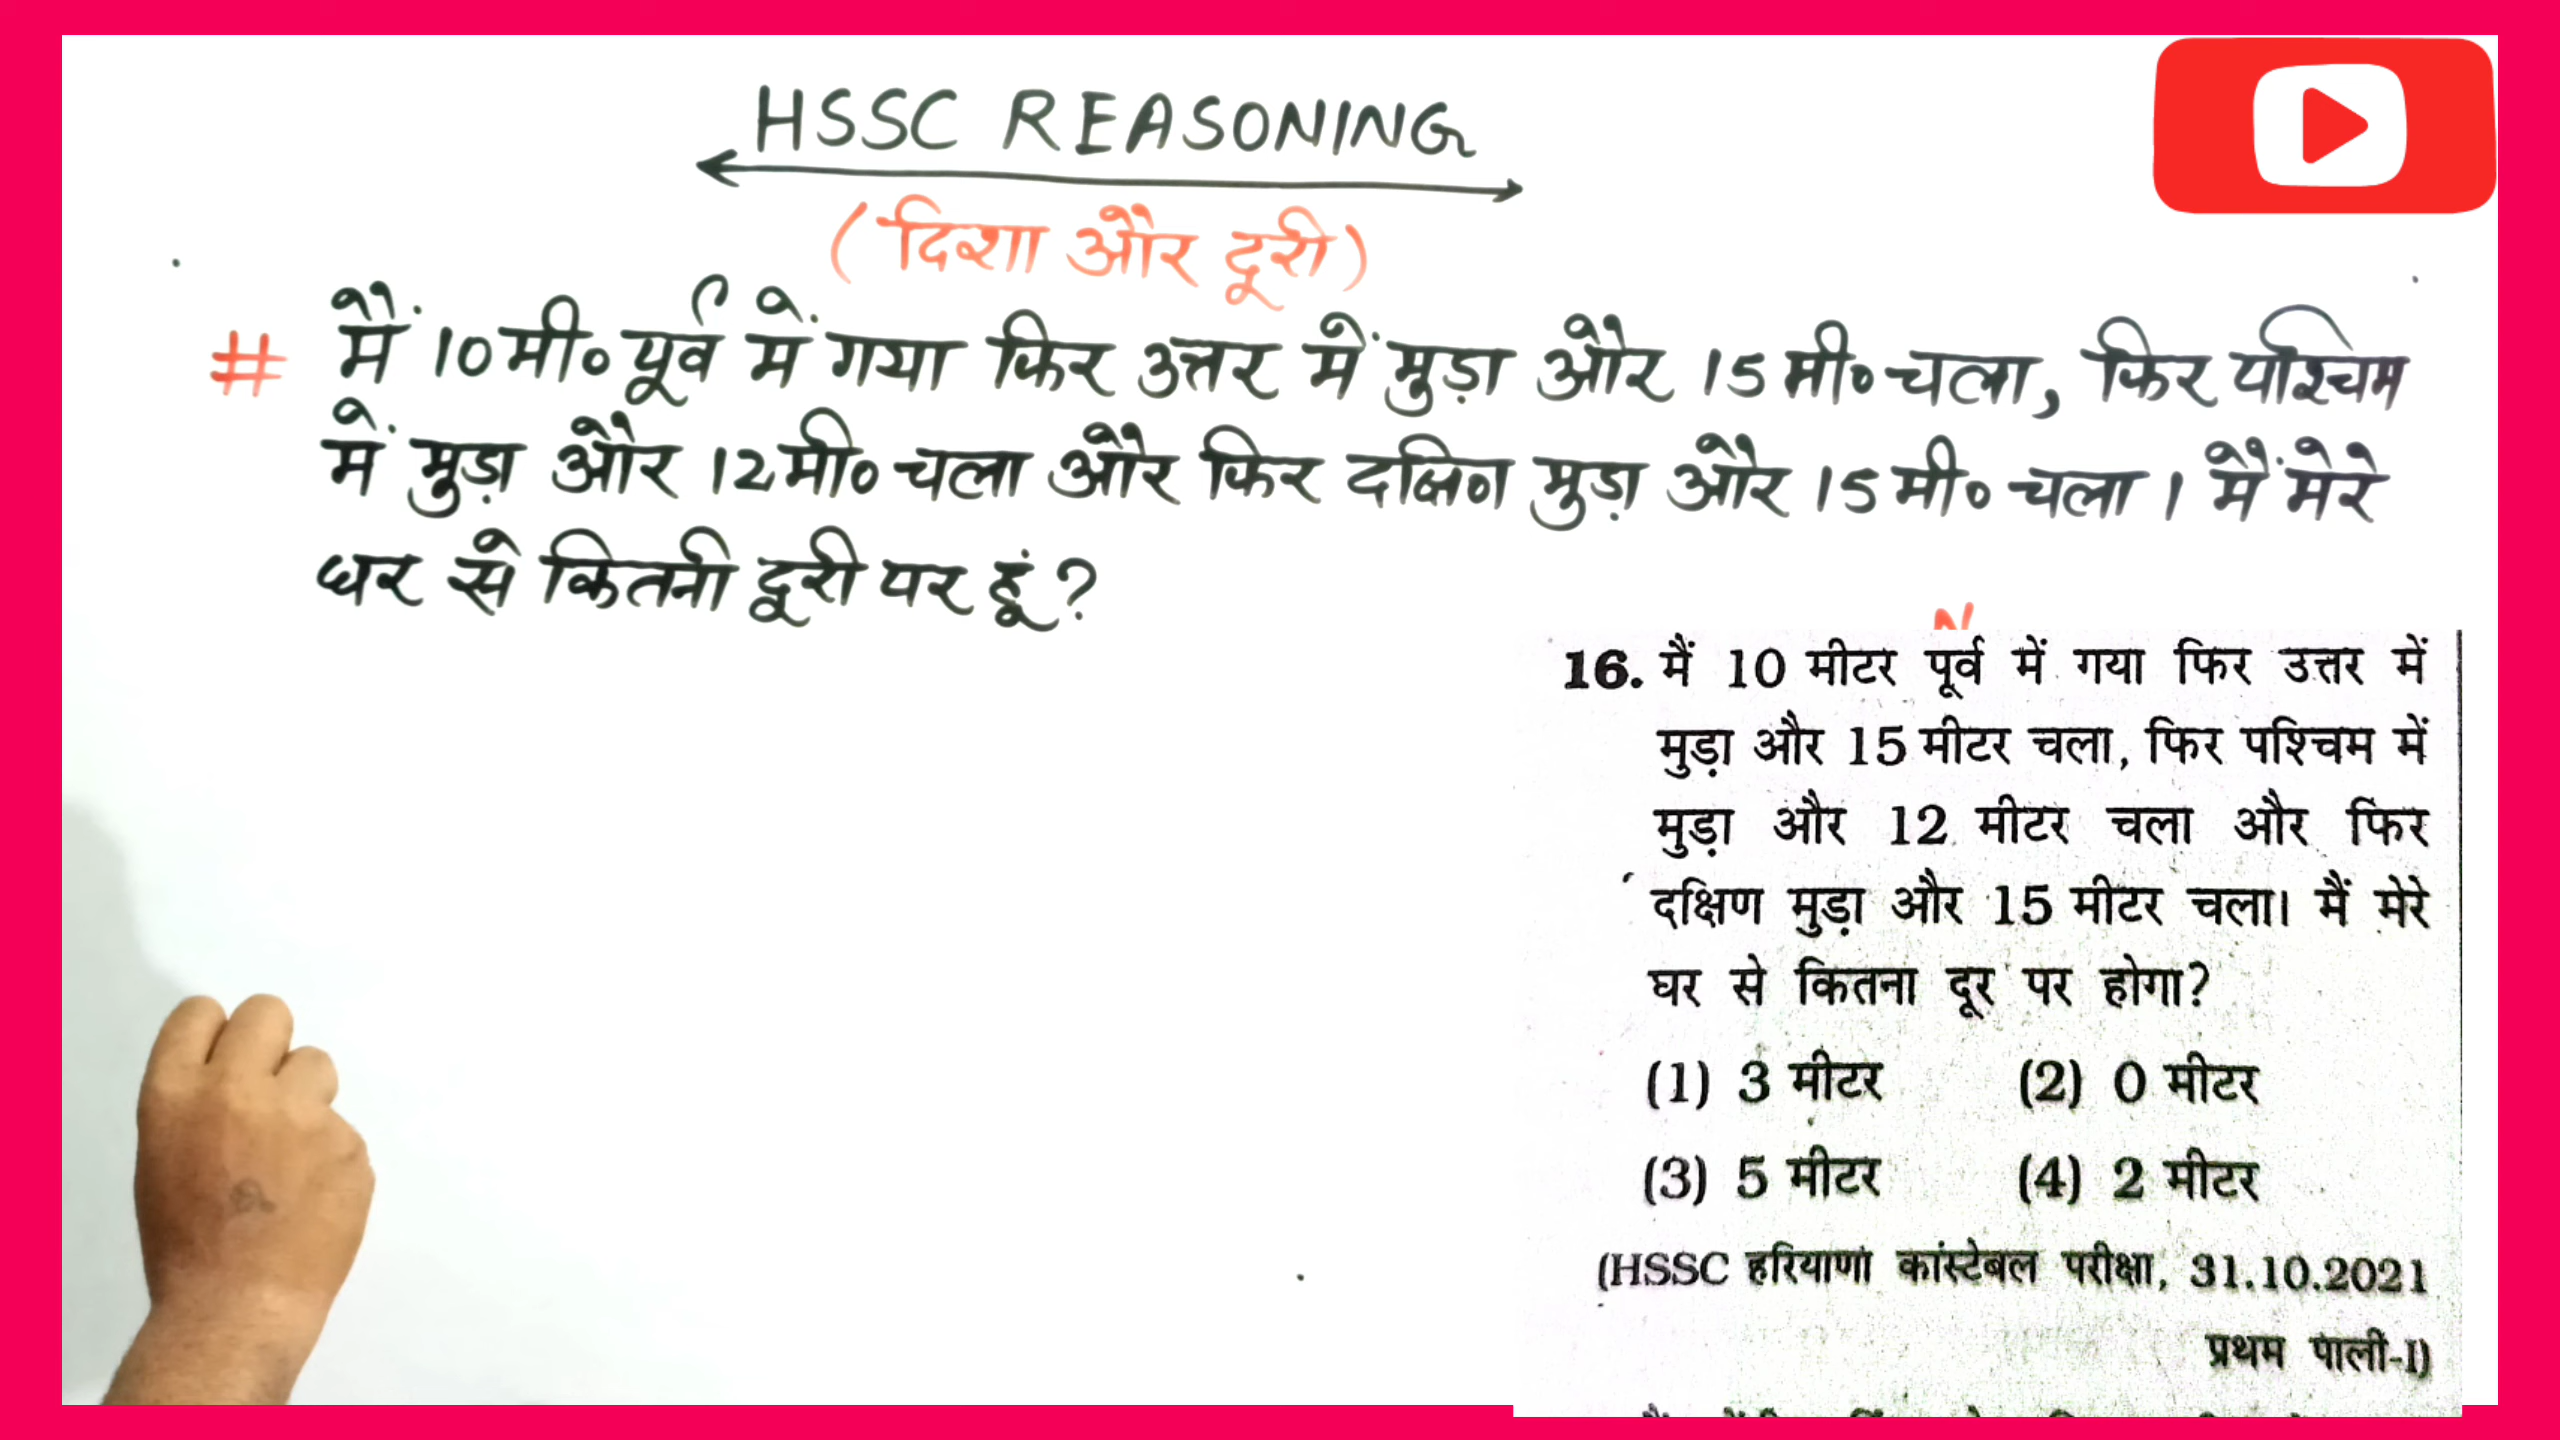 HSSC REASONING
(दिशा और दूरी)
# मैं 10 मी० पूर्व में गया फिर उत्तर में मुड़ा और 15 मी० चला, फिर पश्चिम
में मुड़ा और 12 मी० चला और फिर दक्षिण मुड़ा और 15 मी० चला। मैं मेरे
घर से कितनी दूरी पर हूं?
N
16. मैं 10 मीटर पूर्व में गया फिर उत्तर में
मुड़ा और 15 मीटर चला, फिर पश्चिम में
मुड़ा और 12 मीटर चला और फिर
दक्षिण मुड़ा और 15 मीटर चला। मैं मेरे
घर से कितना दूर पर होगा?
(1) 3 मीटर (2) 0 मीटर
(3) 5 मीटर (4) 2 मीटर
(HSSC हरियाणा कांस्टेबल परीक्षा, 31.10.2021
प्रथम पाली-I)